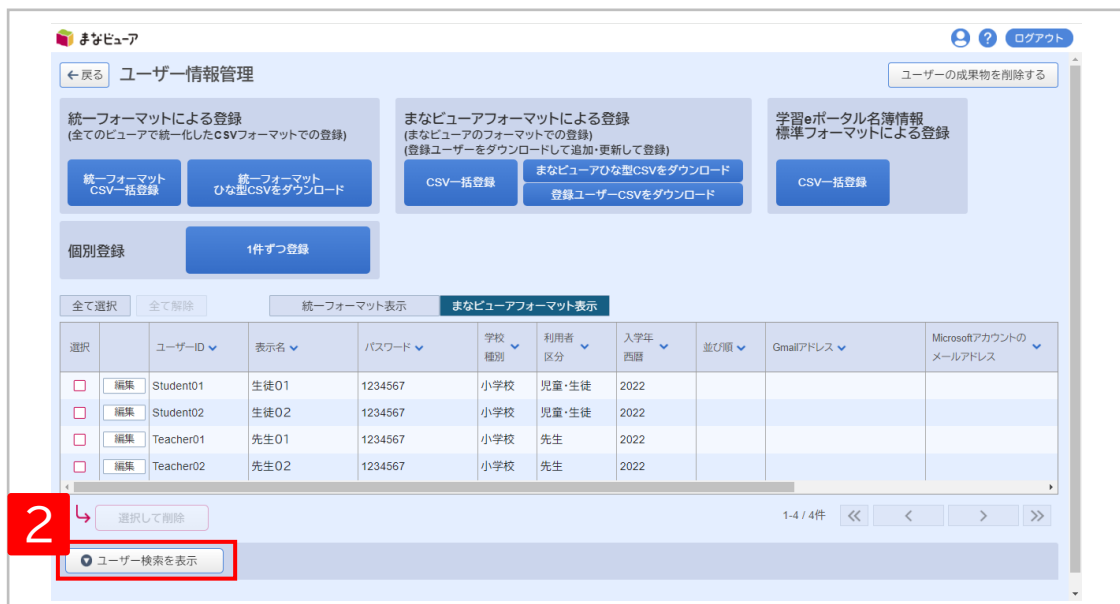 まなビューア
? ログアウト
戻る ユーザー情報管理 ユーザーの成果物を削除する
統一フォーマットによる登録
(全てのビューアで統一化したCSVフォーマットでの登録)
統一フォーマット
CSV一括登録
統一フォーマット
ひな型CSVをダウンロード
まなビューアフォーマットによる登録
(まなビューアのフォーマットでの登録)
(登録ユーザーをダウンロードして追加・更新して登録)
CSV一括登録
まなビューアひな型CSVをダウンロード
登録ユーザーCSVをダウンロード
学習eポータル名簿情報
標準フォーマットによる登録
CSV一括登録
個別登録 1件ずつ登録
全て選択 全て解除 統一フォーマット表示 まなビューアフォーマット表示
選択 ユーザーID 表示名 パスワード 学校種別 利用者区分 入学年西暦 並び順 Gmailアドレス Microsoftアカウントのメールアドレス
編集 Student01 生徒01 1234567 小学校 児童・生徒 2022
編集 Student02 生徒02 1234567 小学校 児童・生徒 2022
編集 Teacher01 先生01 1234567 小学校 先生 2022
編集 Teacher02 先生02 1234567 小学校 先生 2022
2 選択して削除 1-4 / 4件
ユーザー検索を表示